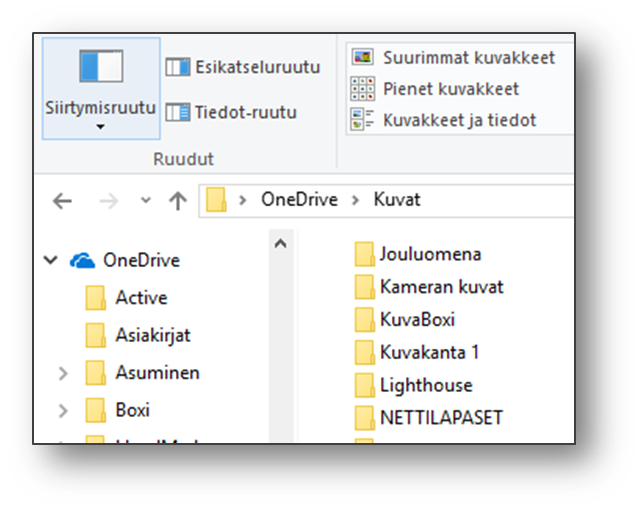 Siirtymisruutu
Esikatseluruutu
Tiedot-ruutu
Ruudut
Suurimmat kuvakkeet
Pienet kuvakkeet
Kuvakkeet ja tiedot
OneDrive > Kuvat
OneDrive
Active
Asiakirjat
Asuminen
Boxi
Jouluomena
Kameran kuvat
KuvaBoxi
Kuvakanta 1
Lighthouse
NETTILAPASET